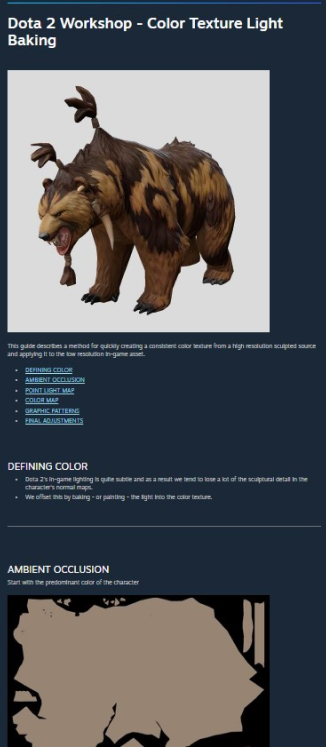 Dota 2 Workshop - Color Texture Light
Baking
This guide describes a method for quickly creating a consistent color texture from a high resolution sculpted source
and applying it to the low resolution in-game asset.
DEFINING COLOR
AMBIENT OCCLUSION
POINT LIGHT MAP
COLOR MAP
GRAPHIC PATTERNS
FINAL ADJUSTMENTS
DEFINING COLOR
Dota 2's in-game lighting is quite subtle and as a result we tend to lose a lot of the sculptural detail in the
character's normal maps.
We offset this by baking - or painting - the light into the color texture.
AMBIENT OCCLUSION
Start with the predominant color of the character